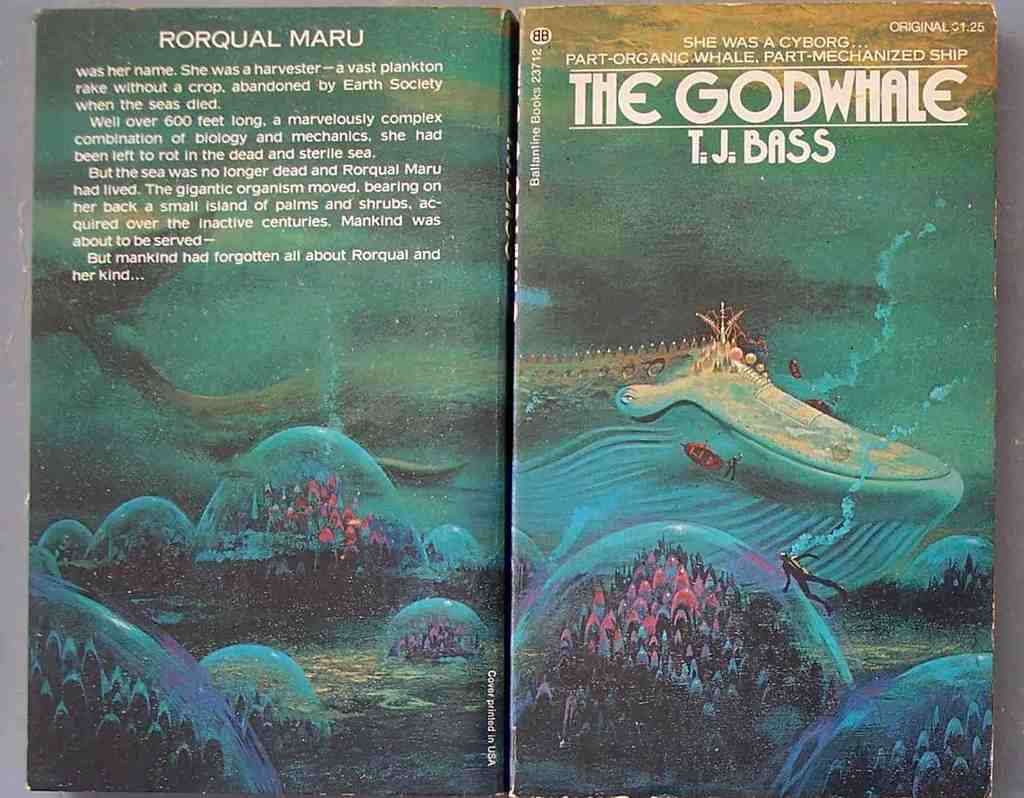 RORQUAL MARU
was her name. She was a harvester—a vast plankton
rake without a crop, abandoned by Earth Society
when the seas died.
Well over 600 feet long, a marvelously complex
combination of biology and mechanics, she had
been left to rot in the dead and sterile sea.
But the sea was no longer dead and Rorqual Maru
had lived. The gigantic organism moved, bearing on
her back a small island of palms and shrubs, ac-
quired over the inactive centuries. Mankind was
about to be served—
But mankind had forgotten all about Rorqual and
her kind...
Cover printed in USA
BB
Ballantine Books 23712
ORIGINAL $1.25
SHE WAS A CYBORG...
PART-ORGANIC WHALE, PART-MECHANIZED SHIP
THE GODWHALE
T.J. BASS